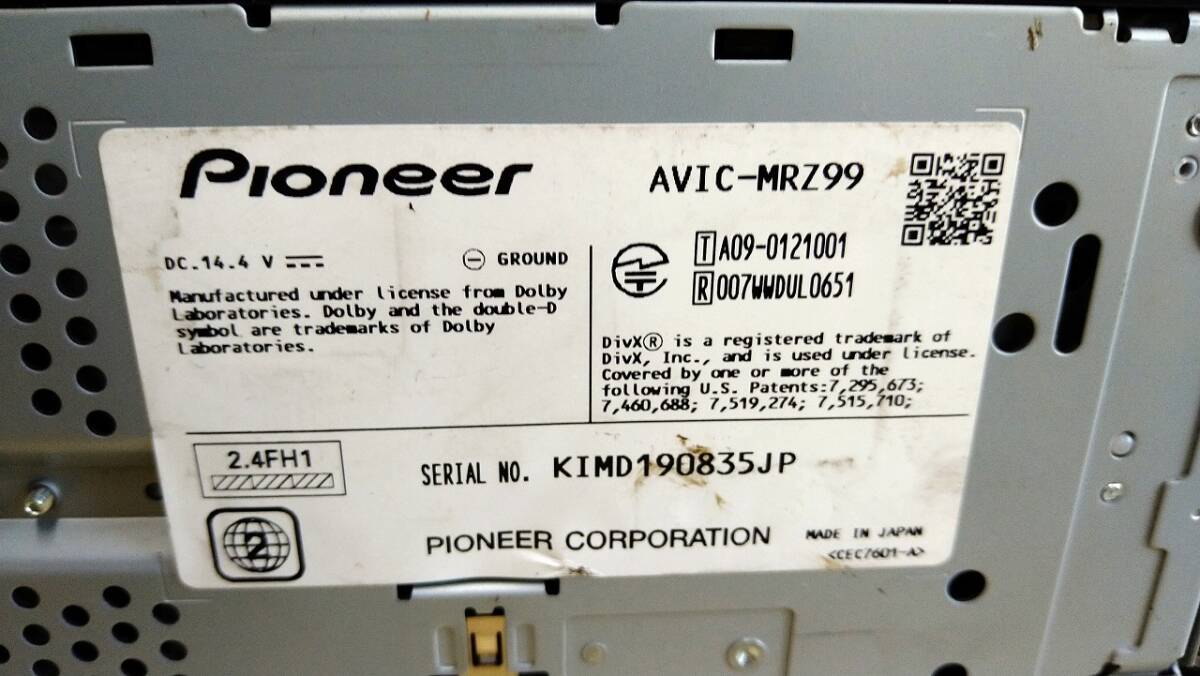 Pioneer
AVIC-MRZ99
DC.14.4 V
⊖ GROUND
Manufactured under license from Dolby
Laboratories. Dolby and the double-D
symbol are trademarks of Dolby
Laboratories.
T A09-0121001
R 007WWDUL0651
DivX® is a registered trademark of
DivX, Inc., and is used under license.
Covered by one or more of the
following U.S. Patents:7,295,673;
7,460,688; 7,519,274; 7,515,710;
2.4FH1
SERIAL NO. KIMD190835JP
2
PIONEER CORPORATION
MADE IN JAPAN
<CEC7601-A>